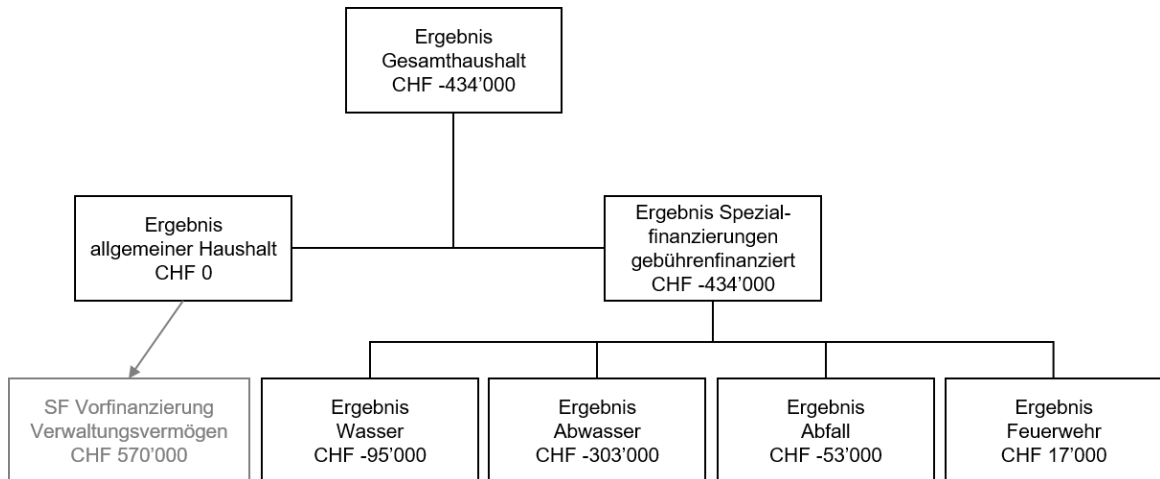 Ergebnis
Gesamthaushalt
CHF -434’000
Ergebnis
allgemeiner Haushalt
CHF 0
Ergebnis Spezial-
finanzierungen
gebührenfinanziert
CHF -434’000
SF Vorfinanzierung
Verwaltungsvermögen
CHF 570’000
Ergebnis
Wasser
CHF -95’000
Ergebnis
Abwasser
CHF -303’000
Ergebnis
Abfall
CHF -53’000
Ergebnis
Feuerwehr
CHF 17’000